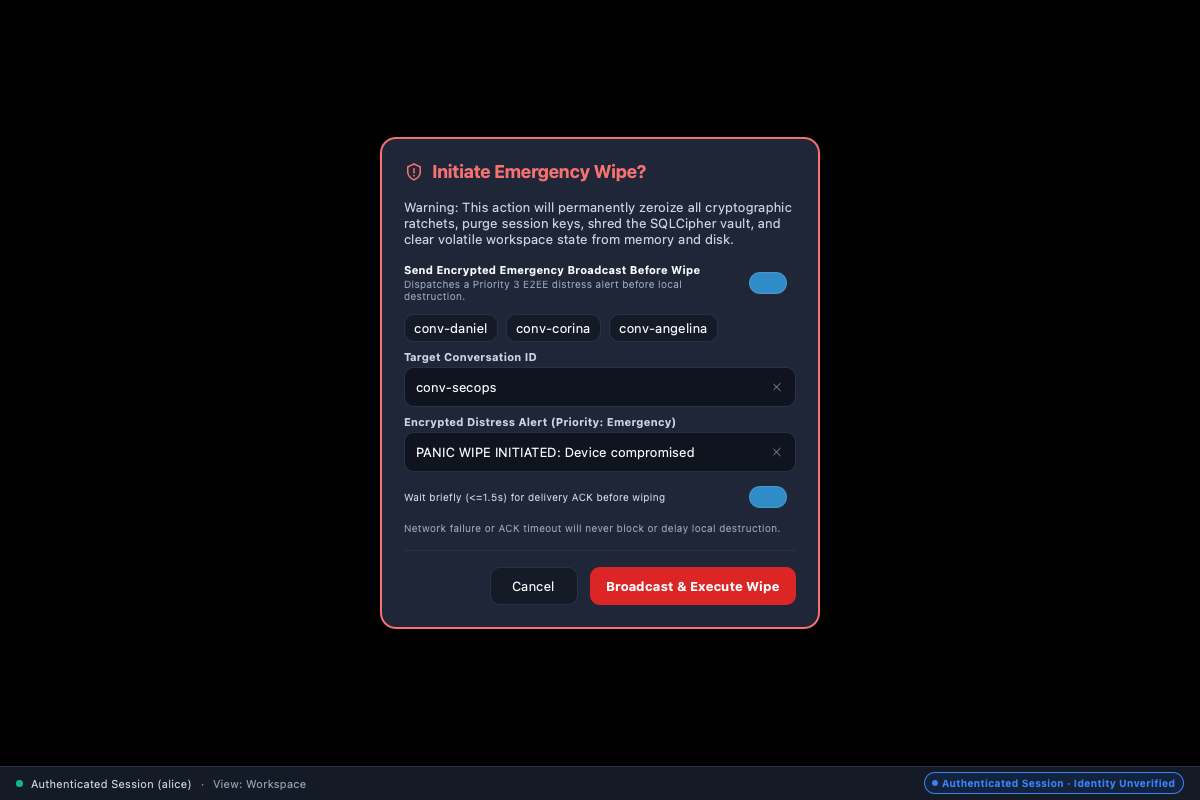 Initiate Emergency Wipe?
Warning: This action will permanently zeroize all cryptographic
ratchets, purge session keys, shred the SQLCipher vault, and
clear volatile workspace state from memory and disk.
Send Encrypted Emergency Broadcast Before Wipe
Dispatches a Priority 3 E2EE distress alert before local
destruction.
conv-daniel conv-corina conv-angelina
Target Conversation ID
conv-secops
Encrypted Distress Alert (Priority: Emergency)
PANIC WIPE INITIATED: Device compromised
Wait briefly (<=1.5s) for delivery ACK before wiping
Network failure or ACK timeout will never block or delay local destruction.
Cancel Broadcast & Execute Wipe
Authenticated Session (alice) · View: Workspace Authenticated Session · Identity Unverified